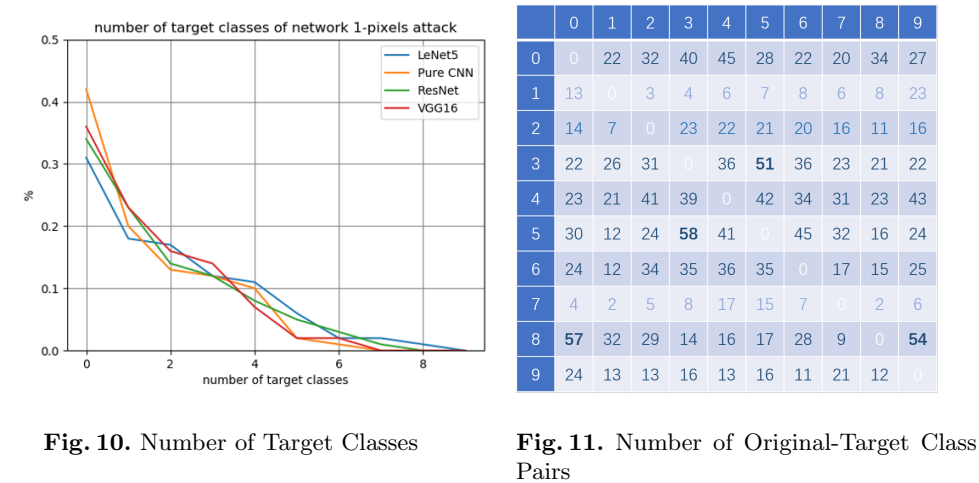 number of target classes of network 1-pixels attack
0.5
0.4
0.3
0.2
0.1
0.0
%
LeNet5
Pure CNN
ResNet
VGG16
0 2 4 6 8
number of target classes
Fig. 10. Number of Target Classes
0 1 2 3 4 5 6 7 8 9
0 0 22 32 40 45 28 22 20 34 27
1 13 0 3 4 6 7 8 6 8 23
2 14 7 0 23 22 21 20 16 11 16
3 22 26 31 0 36 51 36 23 21 22
4 23 21 41 39 0 42 34 31 23 43
5 30 12 24 58 41 0 45 32 16 24
6 24 12 34 35 36 35 0 17 15 25
7 4 2 5 8 17 15 7 0 2 6
8 57 32 29 14 16 17 28 9 0 54
9 24 13 13 16 13 16 11 21 12 0
Fig. 11. Number of Original-Target Class
Pairs